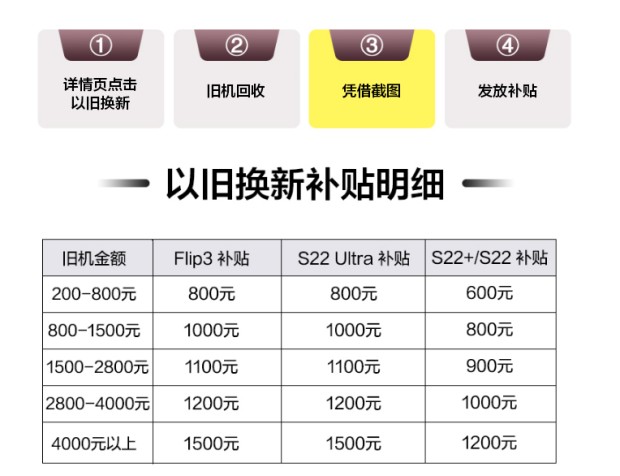 ① ② ③ ④
详情页点击
以旧换新
旧机回收
凭借截图
发放补贴
以旧换新补贴明细
旧机金额 Flip3 补贴 S22 Ultra 补贴 S22+/S22 补贴
200-800元 800元 800元 600元
800-1500元 1000元 1000元 800元
1500-2800元 1100元 1100元 900元
2800-4000元 1200元 1200元 1000元
4000元以上 1500元 1500元 1200元